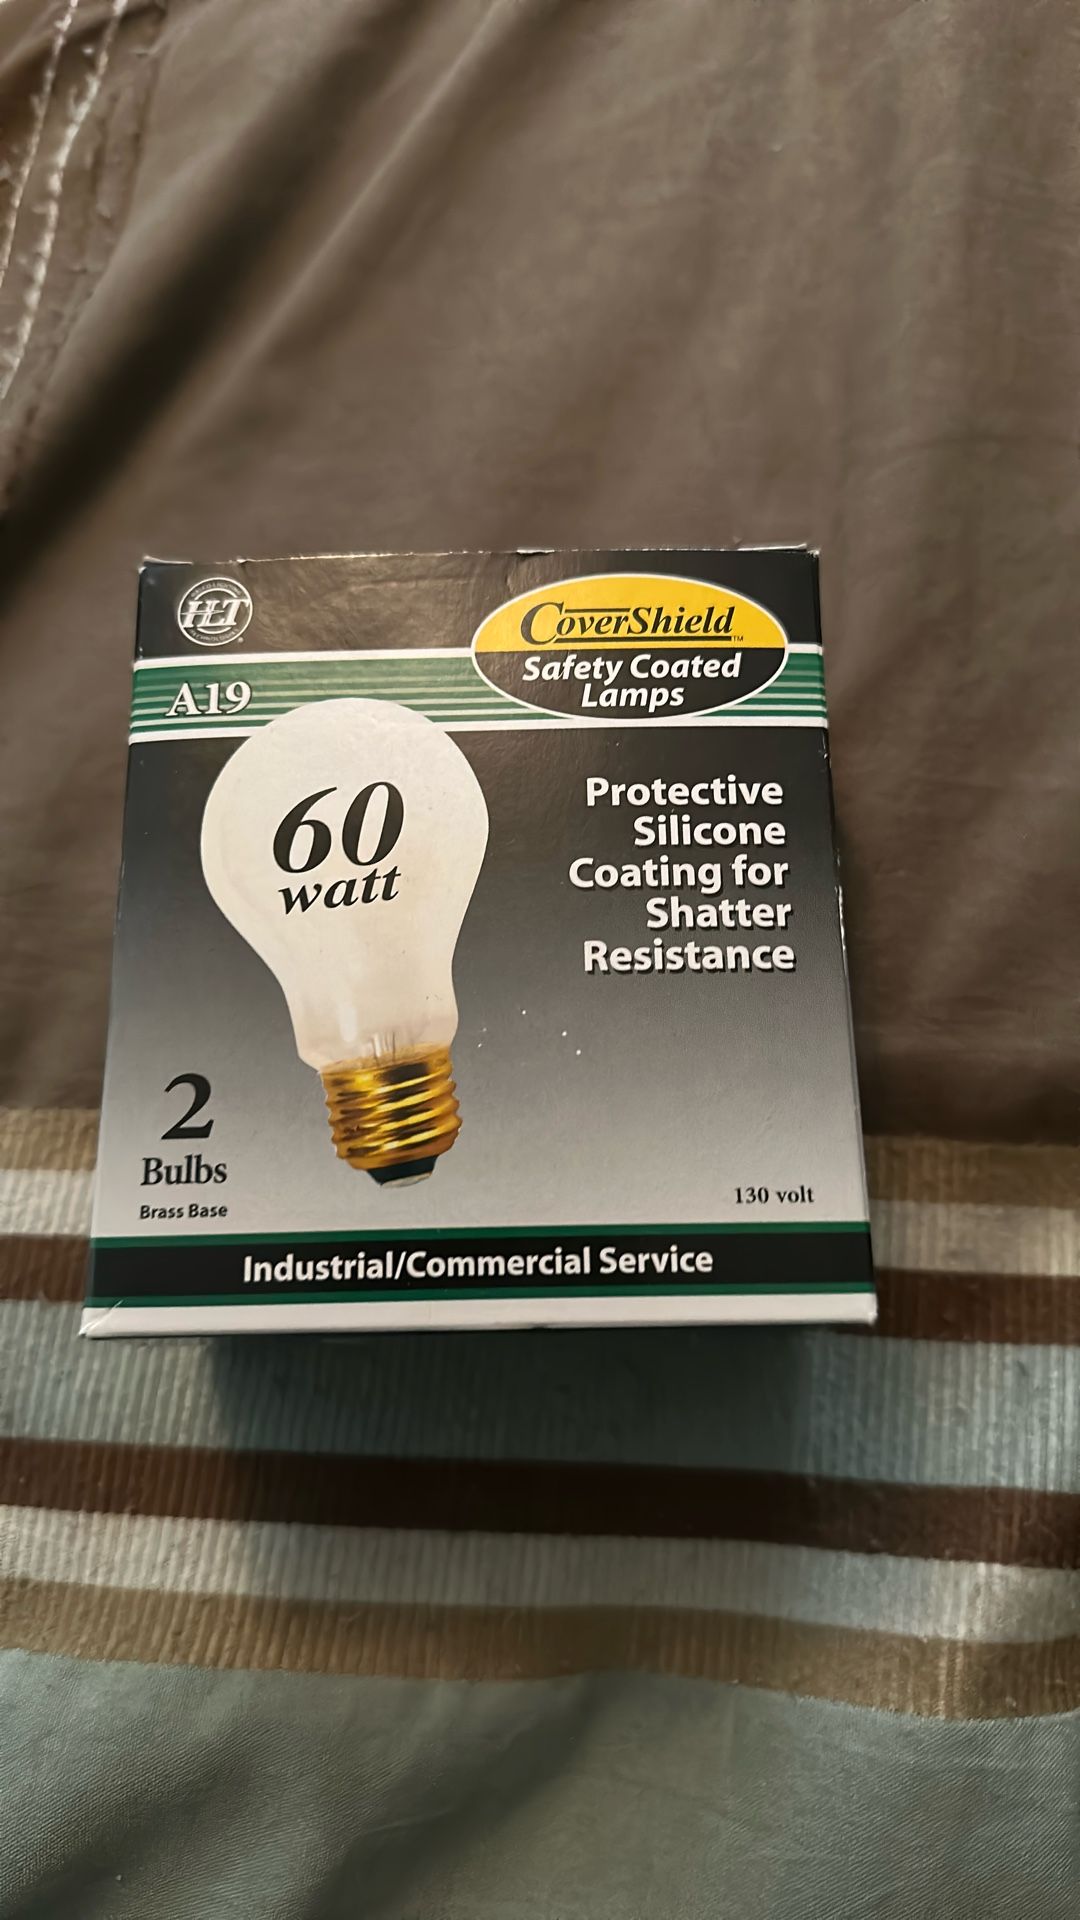 HLT
CoverShield™
Safety Coated
Lamps
A19
60
watt
Protective
Silicone
Coating for
Shatter
Resistance
2
Bulbs
Brass Base
130 volt
Industrial/Commercial Service